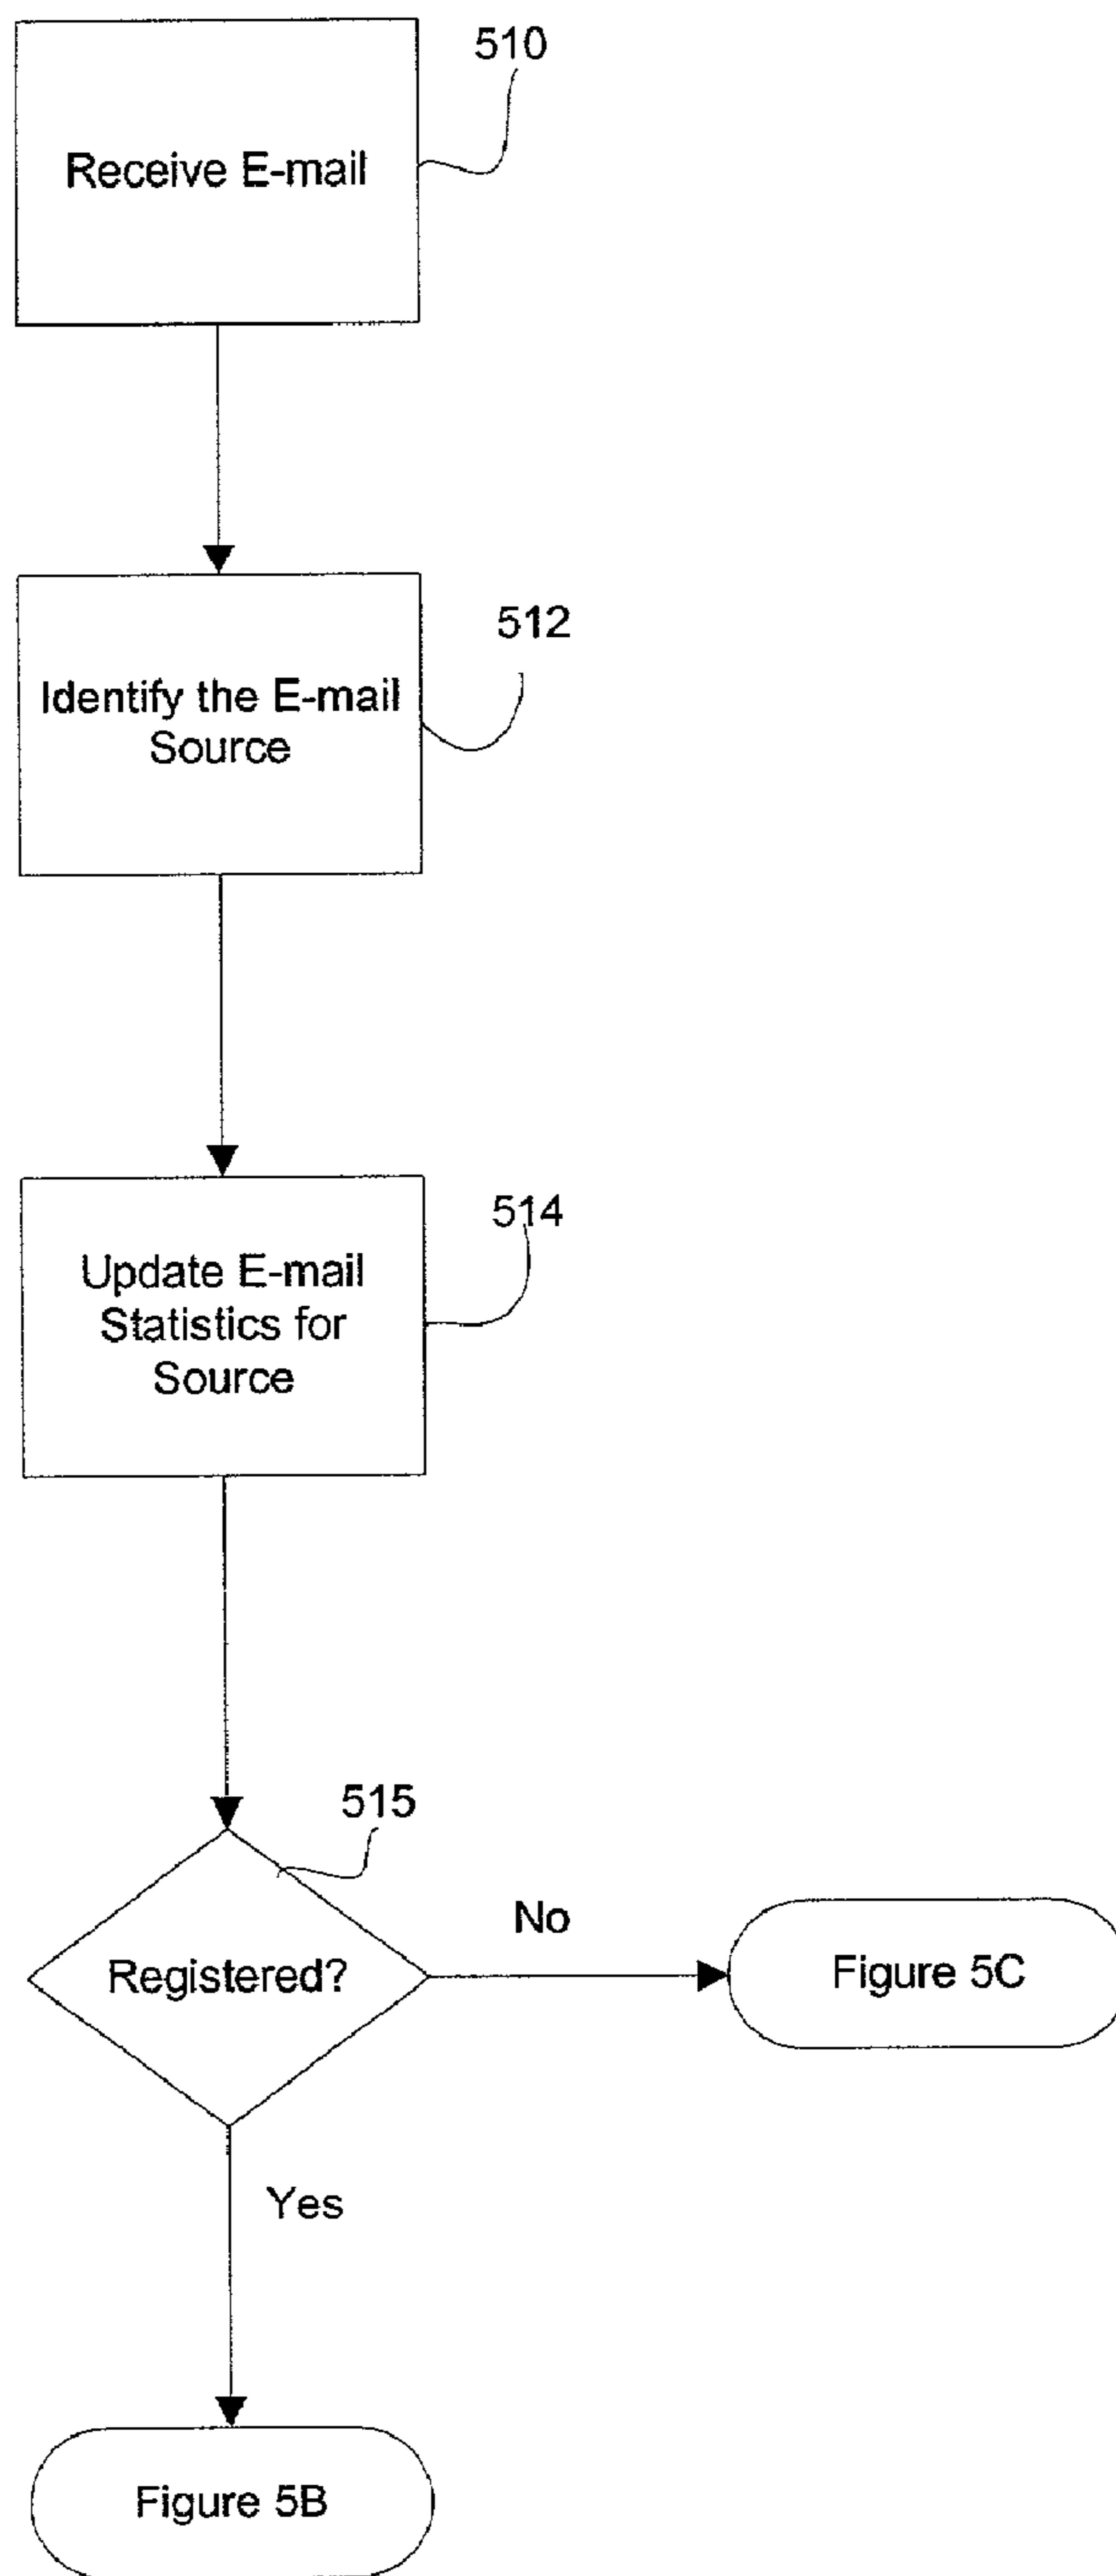 510
Receive E-mail
512
Identify the E-mail
Source
514
Update E-mail
Statistics for
Source
515
Registered?
No
Figure 5C
Yes
Figure 5B